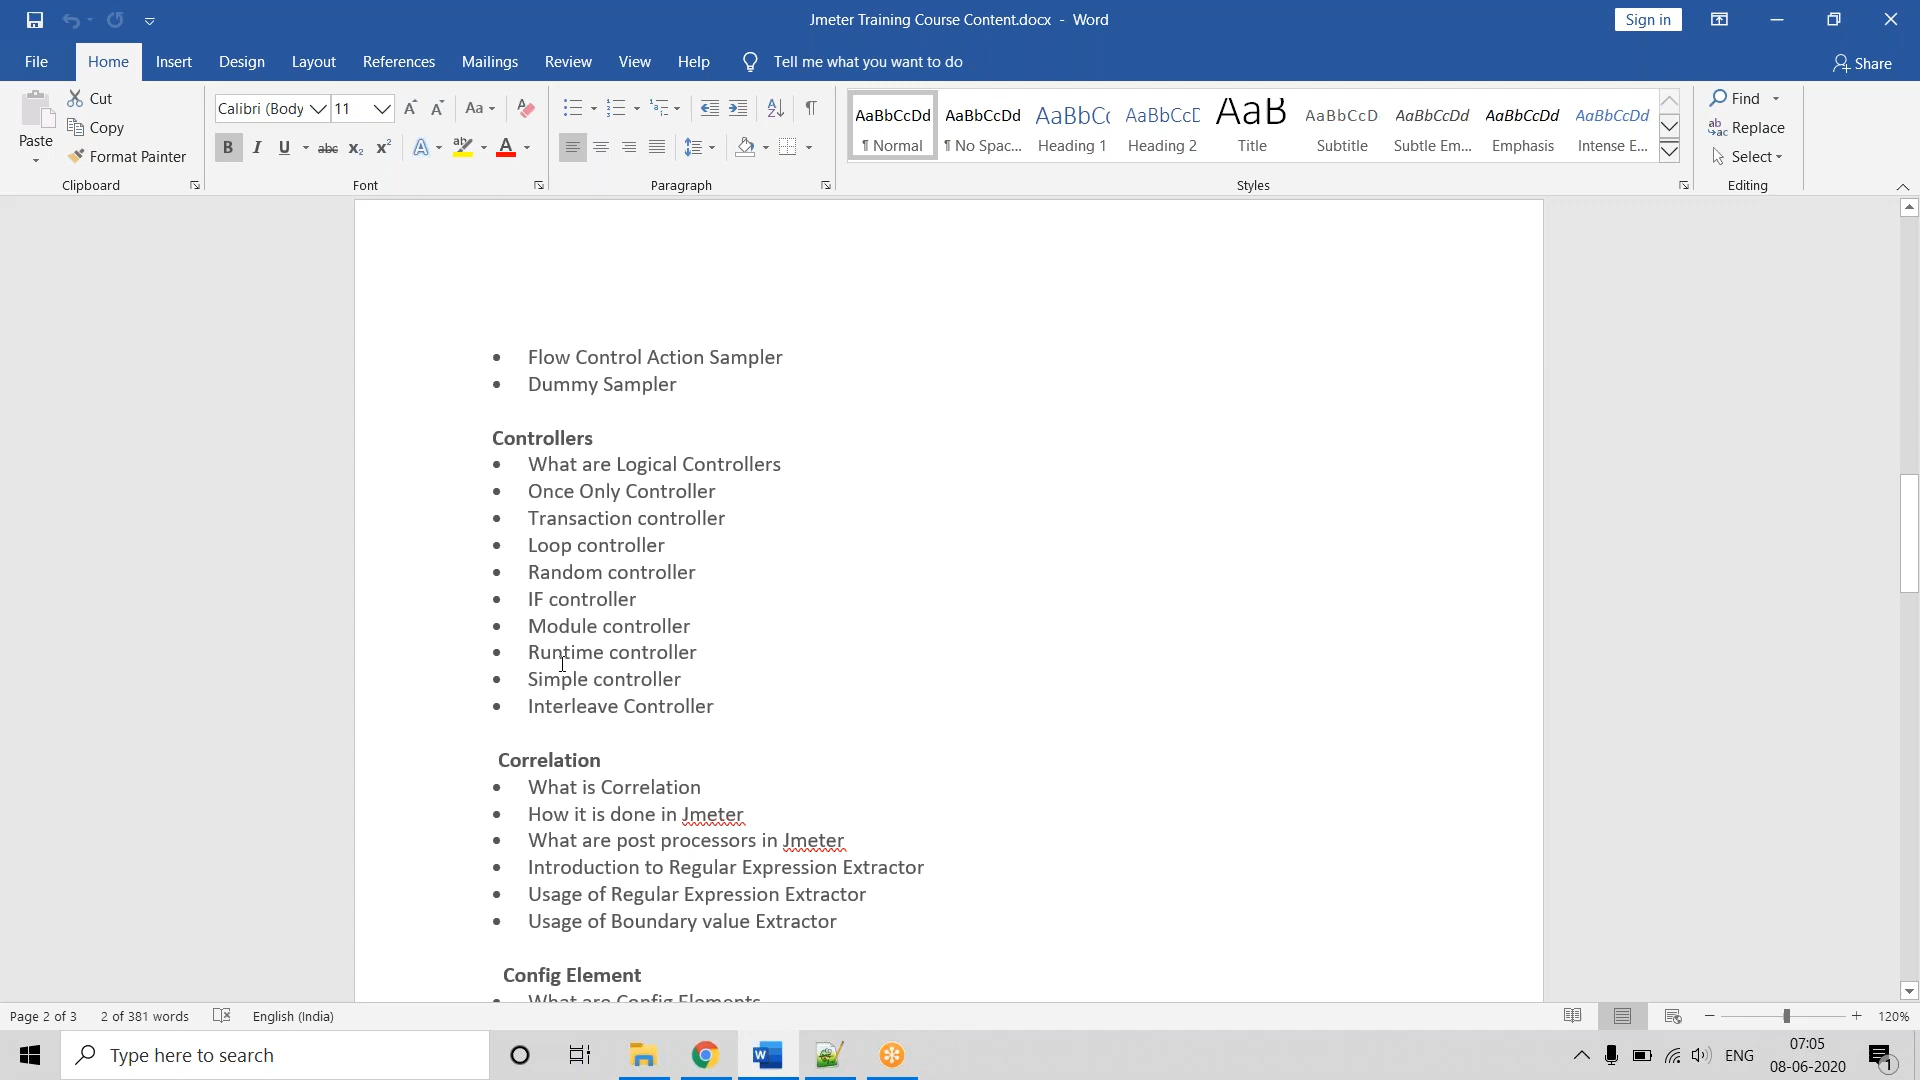 Jmeter Training Course Content.docx - Word
Sign in
File Home Insert Design Layout References Mailings Review View Help Tell me what you want to do Share
Paste
Cut
Copy
Format Painter
Clipboard
Calibri (Body 11
Font
Paragraph
AaBbCcDd AaBbCcDd AaBbC AaBbCcD AaB AaBbCcD AaBbCcDd AaBbCcDd AaBbCcDd
¶ Normal ¶ No Spac... Heading 1 Heading 2 Title Subtitle Subtle Em... Emphasis Intense E...
Styles
Find
Replace
Select
Editing
• Flow Control Action Sampler
• Dummy Sampler
Controllers
• What are Logical Controllers
• Once Only Controller
• Transaction controller
• Loop controller
• Random controller
• IF controller
• Module controller
• Runtime controller
• Simple controller
• Interleave Controller
Correlation
• What is Correlation
• How it is done in Jmeter
• What are post processors in Jmeter
• Introduction to Regular Expression Extractor
• Usage of Regular Expression Extractor
• Usage of Boundary value Extractor
Config Element
• What are Config Elements
Page 2 of 3 2 of 381 words English (India) 120%
Type here to search
ENG
07:05
08-06-2020
1